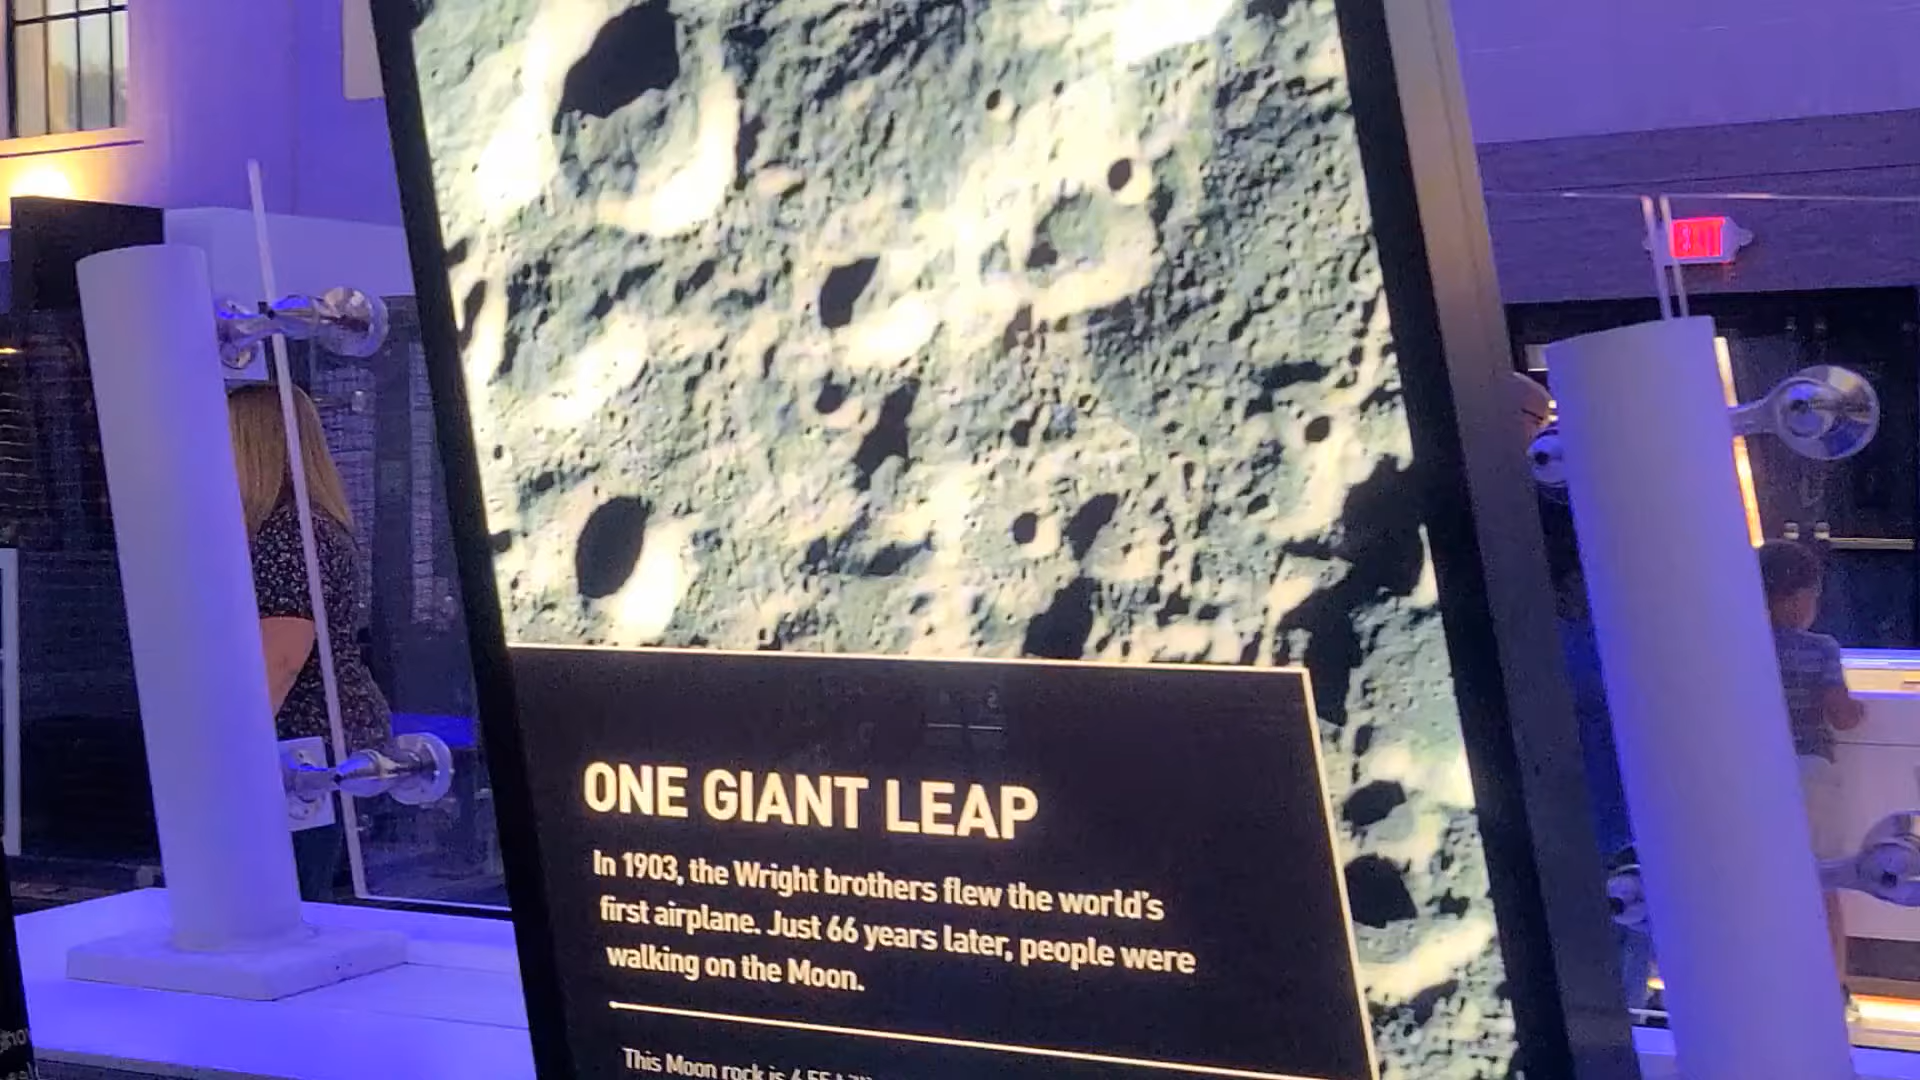 EXIT
ONE GIANT LEAP
In 1903, the Wright brothers flew the world's
first airplane. Just 66 years later, people were
walking on the Moon.
This Moon rock is